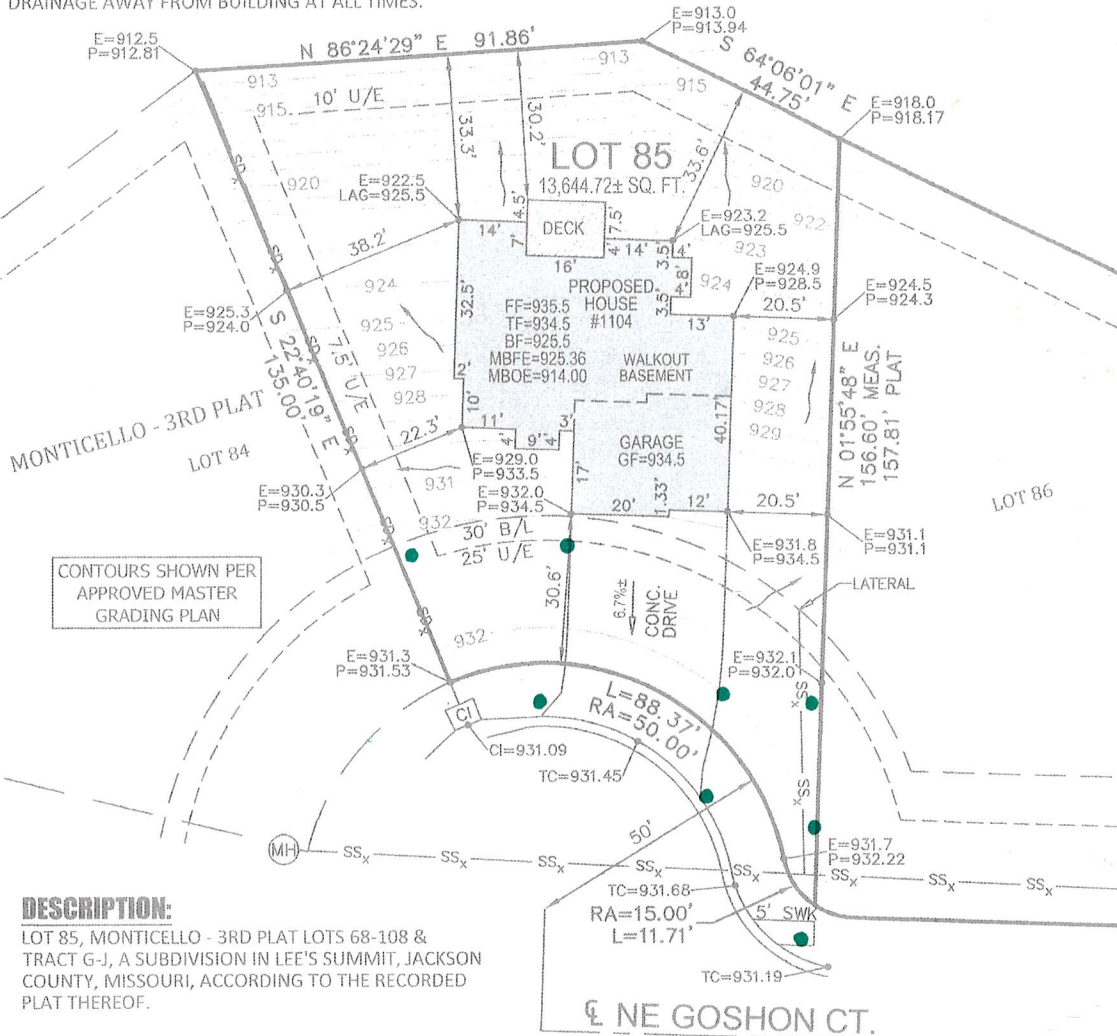 DRAINAGE AWAY FROM BUILDING AT ALL TIMES.
E=912.5
P=912.81
N 86°24'29" E 91.86'
E=913.0
P=913.94
S 64°06'01" E
44.75'
E=918.0
P=918.17
913
915
10' U/E
913
915
33.3'
30.2'
33.6'
LOT 85
13,644.72± SQ. FT.
920
920
922
923
924
E=922.5
LAG=925.5
E=923.2
LAG=925.5
SD
x
38.2'
14'
4.5'
7'
DECK
7.5'
4'
14'
16'
3.5'
4'
8'
4'
3.5'
13'
E=924.9
P=928.5
20.5'
E=924.5
P=924.3
E=925.3
P=924.0
924
925
926
927
928
32.5'
PROPOSED
HOUSE
#1104
FF=935.5
TF=934.5
BF=925.5
MBFE=925.36
MBOE=914.00
WALKOUT
BASEMENT
925
926
927
928
929
S 22°40'19" E
135.00'
7.5' U/E
N 01°55'48" E
156.60' MEAS.
157.81' PLAT
MONTICELLO - 3RD PLAT
LOT 84
LOT 86
2'
10'
11'
4'
9'
4'
3'
22.3'
GARAGE
GF=934.5
40.17'
17'
20'
1.33'
12'
20.5'
E=929.0
P=933.5
E=930.3
P=930.5
931
E=932.0
P=934.5
E=931.8
P=934.5
E=931.1
P=931.1
932
30' B/L
25' U/E
CONTOURS SHOWN PER
APPROVED MASTER
GRADING PLAN
30.6'
6.7%±
CONC.
DRIVE
LATERAL
932
E=931.3
P=931.53
E=932.1
P=932.0
L=88.37'
RA=50.00'
CI
CI=931.09
TC=931.45
SSx
SSx
50'
E=931.7
P=932.22
MH
SSx SSx SSx SSx SSx SSx SSx
TC=931.68
RA=15.00'
L=11.71'
5' SWK
TC=931.19
DESCRIPTION:
LOT 85, MONTICELLO - 3RD PLAT LOTS 68-108 &
TRACT G-J, A SUBDIVISION IN LEE'S SUMMIT, JACKSON
COUNTY, MISSOURI, ACCORDING TO THE RECORDED
PLAT THEREOF.
℄ NE GOSHON CT.